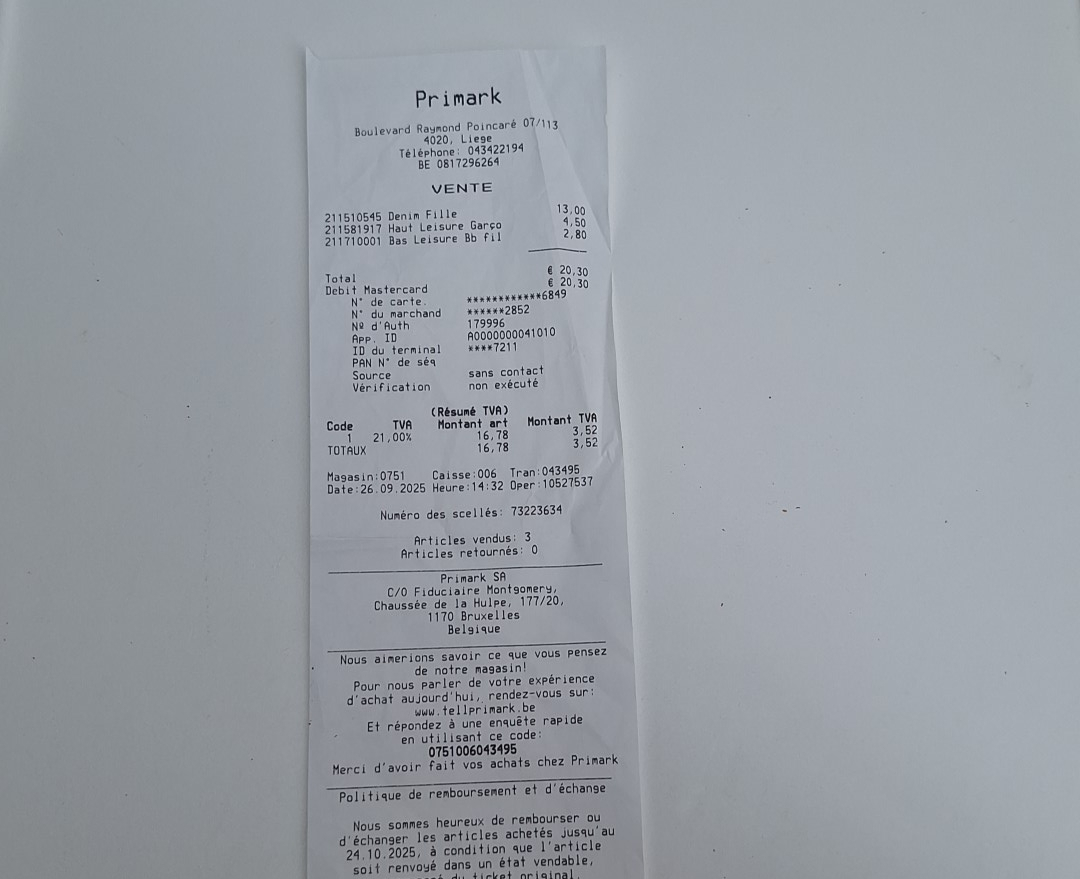 Primark
Boulevard Raymond Poincaré 07/113
4020, Liege
Téléphone: 043422194
BE 0817296264
VENTE
211510545 Denim Fille 13,00
211581917 Haut Leisure Garço 4,50
211710001 Bas Leisure Bb fil 2,80
Total € 20,30
Debit Mastercard € 20,30
N° de carte. ************6849
N° du marchand ******2852
Nº d'Auth 179996
App. ID A0000000041010
ID du terminal ****7211
PAN N° de séq
Source sans contact
Vérification non exécuté
(Résumé TVA)
Code TVA Montant art Montant TVA
1 21,00% 16,78 3,52
TOTAUX 16,78 3,52
Magasin:0751 Caisse:006 Tran:043495
Date:26.09.2025 Heure:14:32 Oper:10527537
Numéro des scellés: 73223634
Articles vendus: 3
Articles retournés: 0
Primark SA
C/O Fiduciaire Montgomery,
Chaussée de la Hulpe, 177/20,
1170 Bruxelles
Belgique
Nous aimerions savoir ce que vous pensez
de notre magasin!
Pour nous parler de votre expérience
d'achat aujourd'hui, rendez-vous sur:
www.tellprimark.be
Et répondez à une enquête rapide
en utilisant ce code:
0751006043495
Merci d'avoir fait vos achats chez Primark
Politique de remboursement et d'échange
Nous sommes heureux de rembourser ou
d'échanger les articles achetés jusqu'au
24.10.2025, à condition que l'article
soit renvoyé dans un état vendable,
du ticket original.